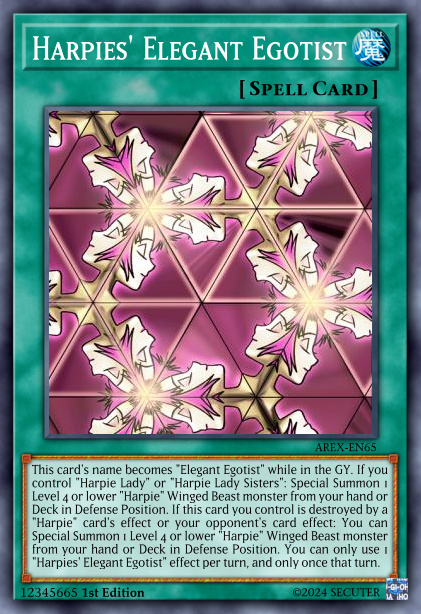 HARPIES' ELEGANT EGOTIST
魔
[ SPELL CARD ]
AREX-EN65
This card's name becomes "Elegant Egotist" while in the GY. If you
control "Harpie Lady" or "Harpie Lady Sisters": Special Summon 1
Level 4 or lower "Harpie" Winged Beast monster from your hand or
Deck in Defense Position. If this card you control is destroyed by a
"Harpie" card's effect or your opponent's card effect: You can
Special Summon 1 Level 4 or lower "Harpie" Winged Beast monster
from your hand or Deck in Defense Position. You can only use 1
"Harpies' Elegant Egotist" effect per turn, and only once that turn.
12345665 1st Edition
©2024 SECUTER